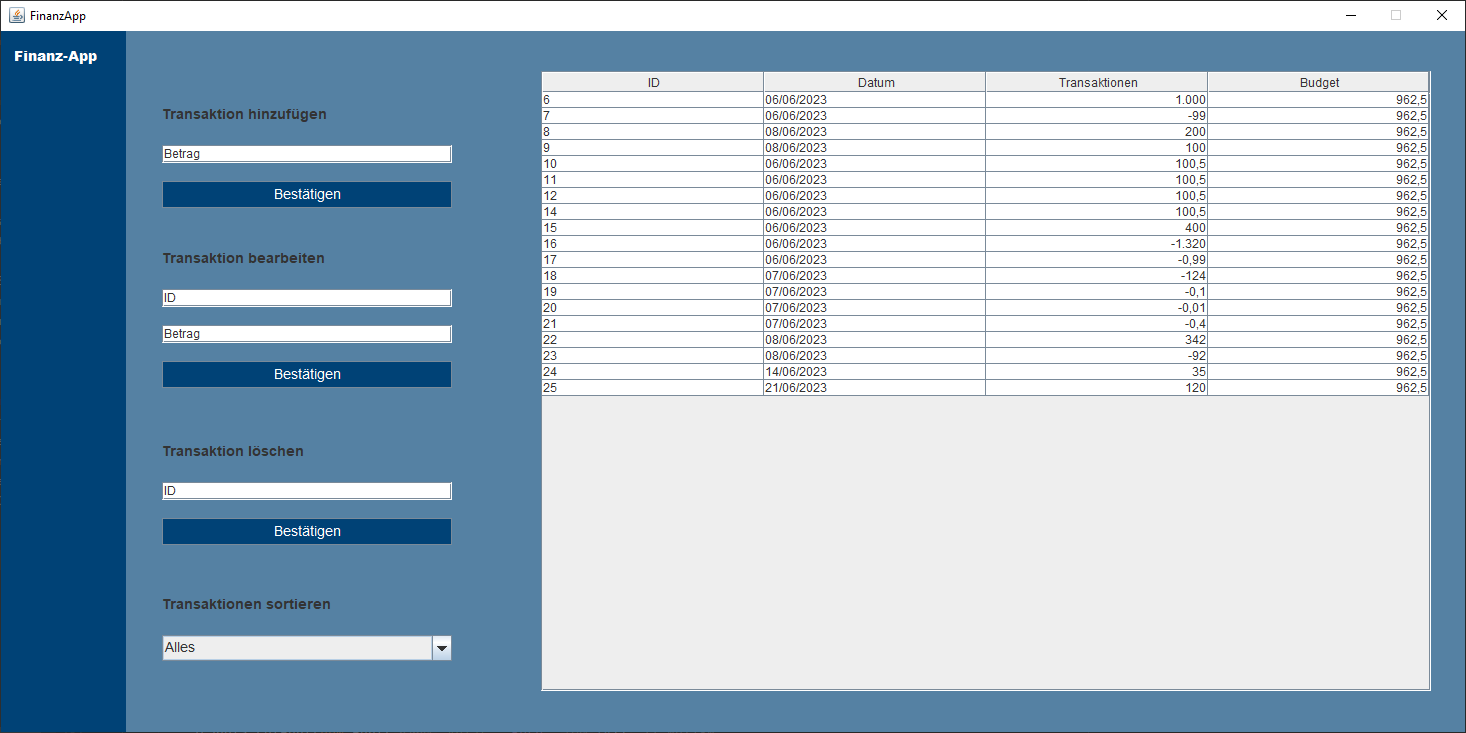 FinanzApp
Finanz-App
Transaktion hinzufügen
Betrag
Bestätigen
Transaktion bearbeiten
ID
Betrag
Bestätigen
Transaktion löschen
ID
Bestätigen
Transaktionen sortieren
Alles
ID Datum Transaktionen Budget
6 06/06/2023 1.000 962,5
7 06/06/2023 -99 962,5
8 08/06/2023 200 962,5
9 08/06/2023 100 962,5
10 06/06/2023 100,5 962,5
11 06/06/2023 100,5 962,5
12 06/06/2023 100,5 962,5
14 06/06/2023 100,5 962,5
15 06/06/2023 400 962,5
16 06/06/2023 -1.320 962,5
17 06/06/2023 -0,99 962,5
18 07/06/2023 -124 962,5
19 07/06/2023 -0,1 962,5
20 07/06/2023 -0,01 962,5
21 07/06/2023 -0,4 962,5
22 08/06/2023 342 962,5
23 08/06/2023 -92 962,5
24 14/06/2023 35 962,5
25 21/06/2023 120 962,5